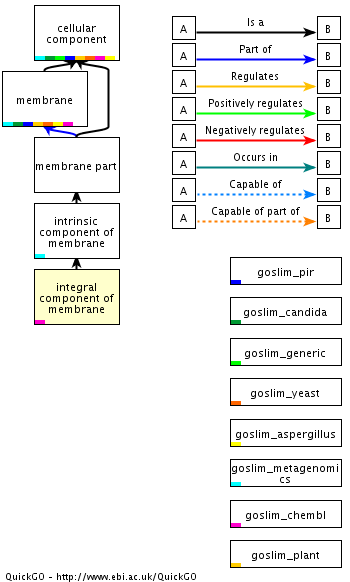 cellular
component
membrane
membrane part
intrinsic
component of
membrane
integral
component of
membrane
A Is a B
A Part of B
A Regulates B
A Positively regulates B
A Negatively regulates B
A Occurs in B
A Capable of B
A Capable of part of B
goslim_pir
goslim_candida
goslim_generic
goslim_yeast
goslim_aspergillus
goslim_metagenomi
cs
goslim_chembl
goslim_plant
QuickGO - http://www.ebi.ac.uk/QuickGO